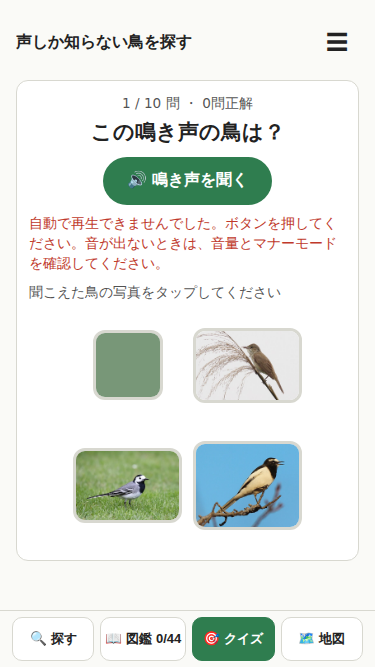 声しか知らない鳥を探す
1 / 10 問 ・ 0問正解
この鳴き声の鳥は？
🔊 鳴き声を聞く
自動で再生できませんでした。ボタンを押してく
ださい。音が出ないときは、音量とマナーモード
を確認してください。
聞こえた鳥の写真をタップしてください
🔍 探す
📖 図鑑 0/44
🎯 クイズ
🗺️ 地図